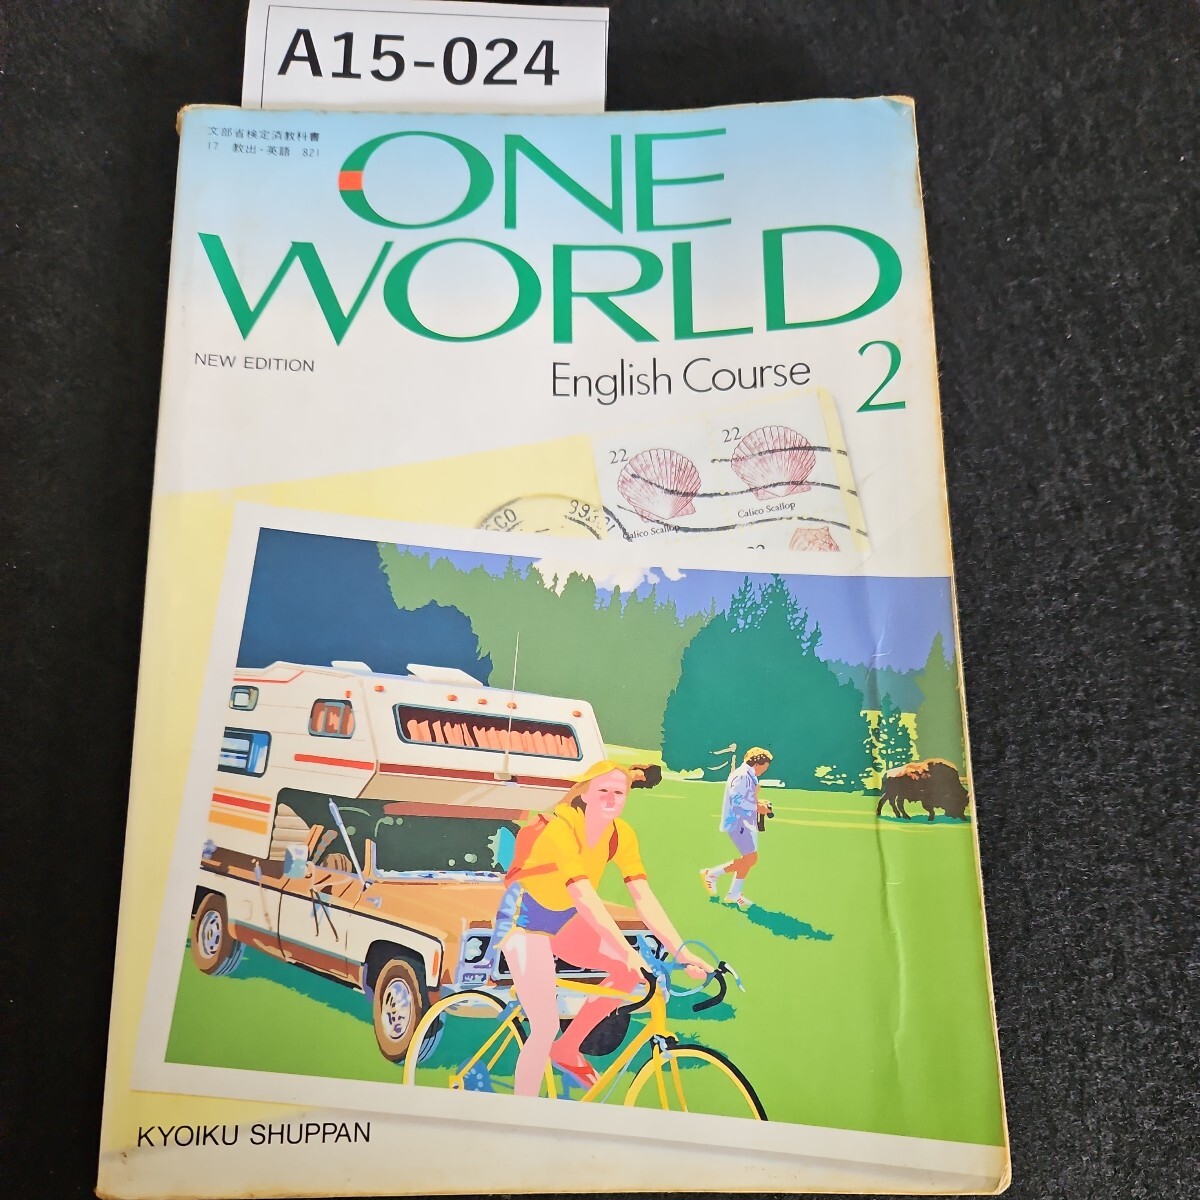 A15-024
文部省検定済教科書
17 教出・英語 821
ONE
WORLD
NEW EDITION
English Course 2
22
22
Calico Scallop
Calico Scallop
KYOIKU SHUPPAN